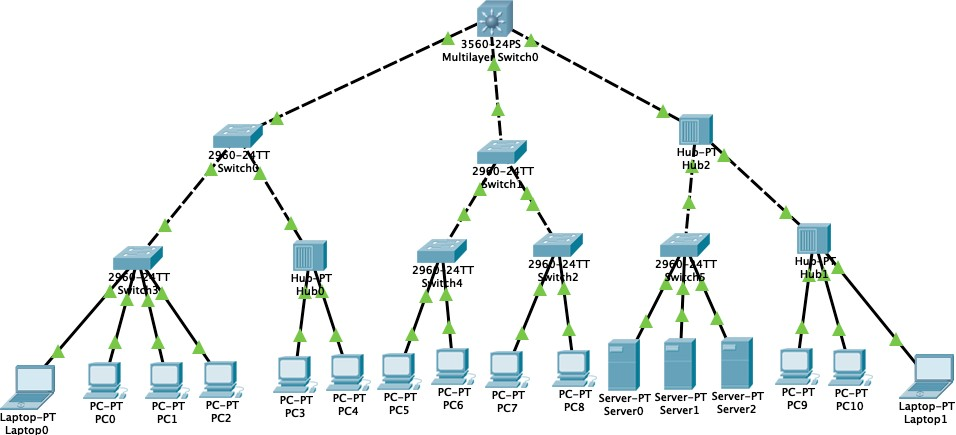 3560-24PS
Multilayer Switch0
2960-24TT
Switch0
2960-24TT
Switch1
Hub-PT
Hub2
2960-24TT
Switch3
Hub-PT
Hub0
2960-24TT
Switch4
2960-24TT
Switch2
2960-24TT
Switch5
Hub-PT
Hub1
Laptop-PT
Laptop0
PC-PT
PC0
PC-PT
PC1
PC-PT
PC2
PC-PT
PC3
PC-PT
PC4
PC-PT
PC5
PC-PT
PC6
PC-PT
PC7
PC-PT
PC8
Server-PT
Server0
Server-PT
Server1
Server-PT
Server2
PC-PT
PC9
PC-PT
PC10
Laptop-PT
Laptop1